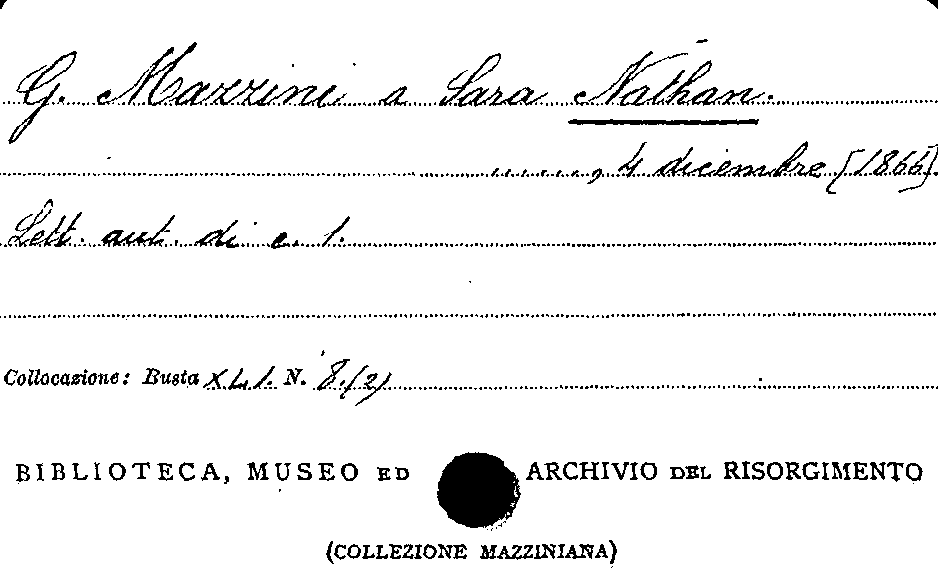 G. Mazzini a Sara Nathan.
......, 4 dicembre [1866].
Lett. aut. di c. 1.
Collocazione: Busta XLI. N. 8.(2)
BIBLIOTECA, MUSEO ED ARCHIVIO DEL RISORGIMENTO
(COLLEZIONE MAZZINIANA)